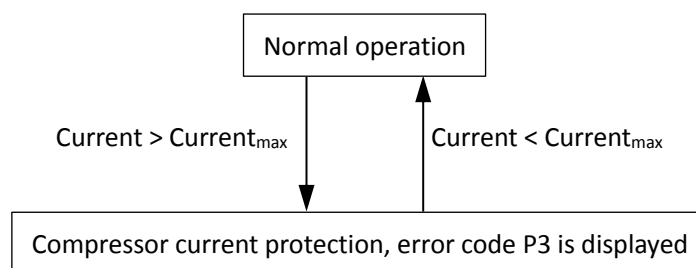 Normal operation
Current > Currentmax
Current < Currentmax
Compressor current protection, error code P3 is displayed